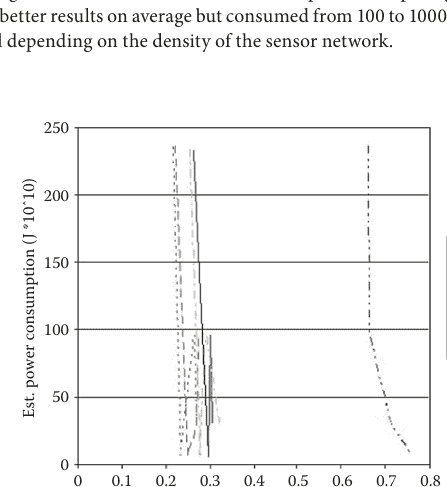 better results on average but consumed from 100 to 1000
depending on the density of the sensor network.
250
200
150
100
50
0
Est. power consumption (J *10^10)
0 0.1 0.2 0.3 0.4 0.5 0.6 0.7 0.8